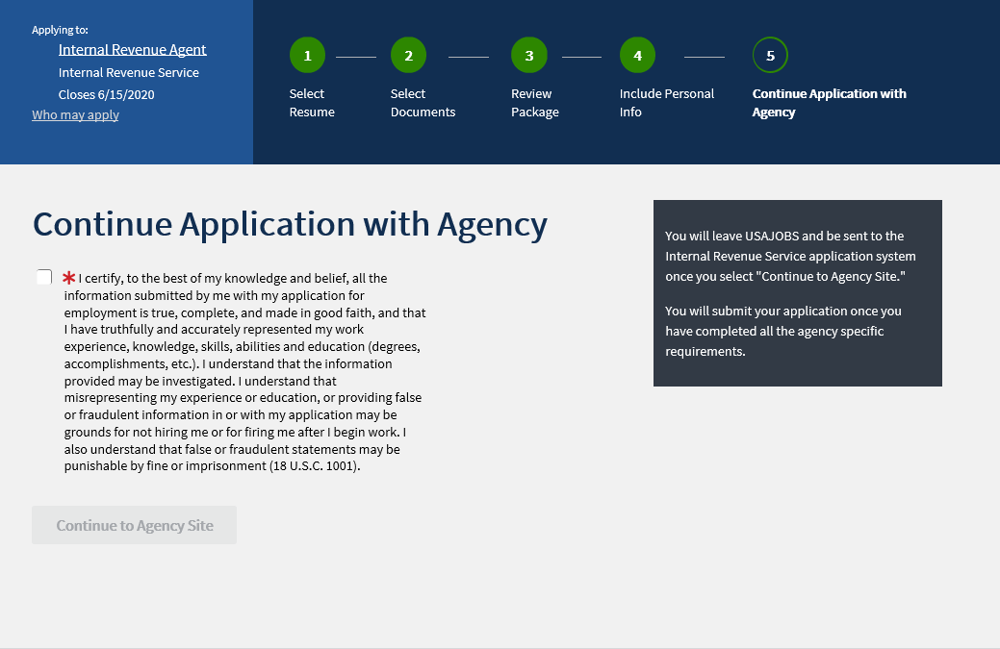 Applying to:
Internal Revenue Agent
Internal Revenue Service
Closes 6/15/2020
Who may apply
1
Select
Resume
2
Select
Documents
3
Review
Package
4
Include Personal
Info
5
Continue Application with
Agency
Continue Application with Agency
I certify, to the best of my knowledge and belief, all the
information submitted by me with my application for
employment is true, complete, and made in good faith, and that
I have truthfully and accurately represented my work
experience, knowledge, skills, abilities and education (degrees,
accomplishments, etc.). I understand that the information
provided may be investigated. I understand that
misrepresenting my experience or education, or providing false
or fraudulent information in or with my application may be
grounds for not hiring me or for firing me after I begin work. I
also understand that false or fraudulent statements may be
punishable by fine or imprisonment (18 U.S.C. 1001).
Continue to Agency Site
You will leave USAJOBS and be sent to the
Internal Revenue Service application system
once you select "Continue to Agency Site."
You will submit your application once you
have completed all the agency specific
requirements.